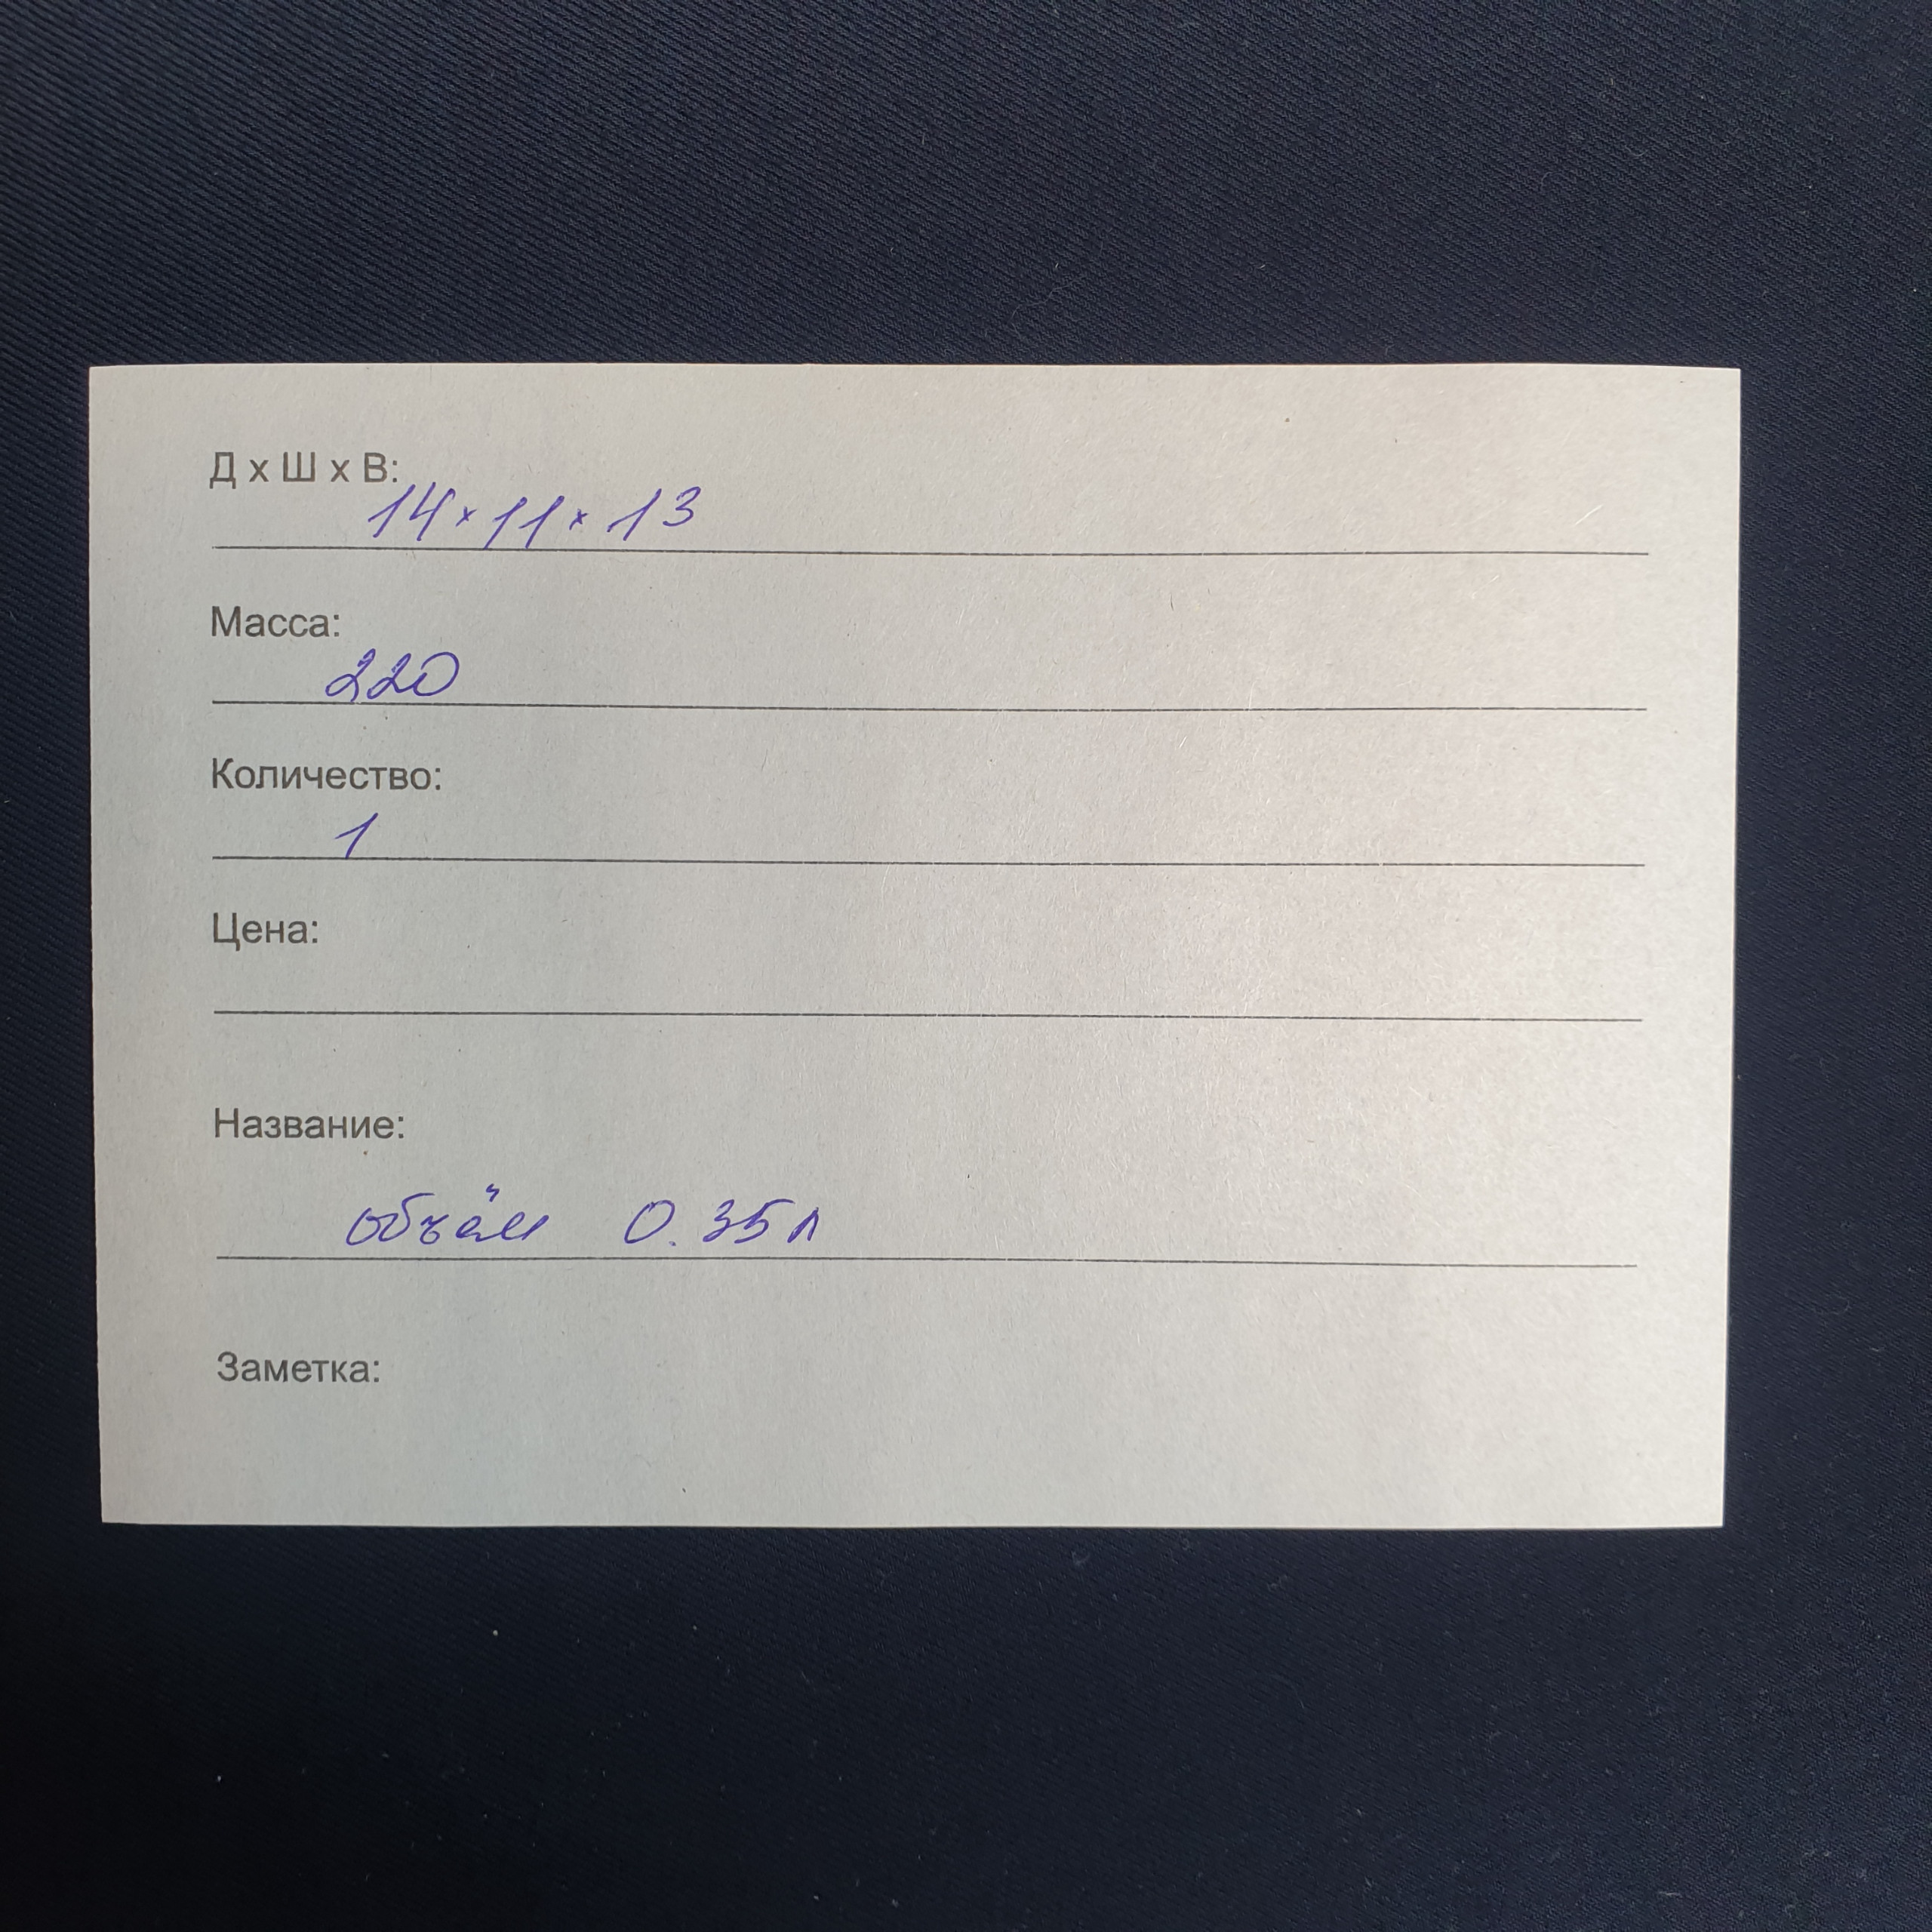 Д х Ш х В:
14×11×13
Масса:
220
Количество:
1
Цена:
Название:
объём 0.35л
Заметка: